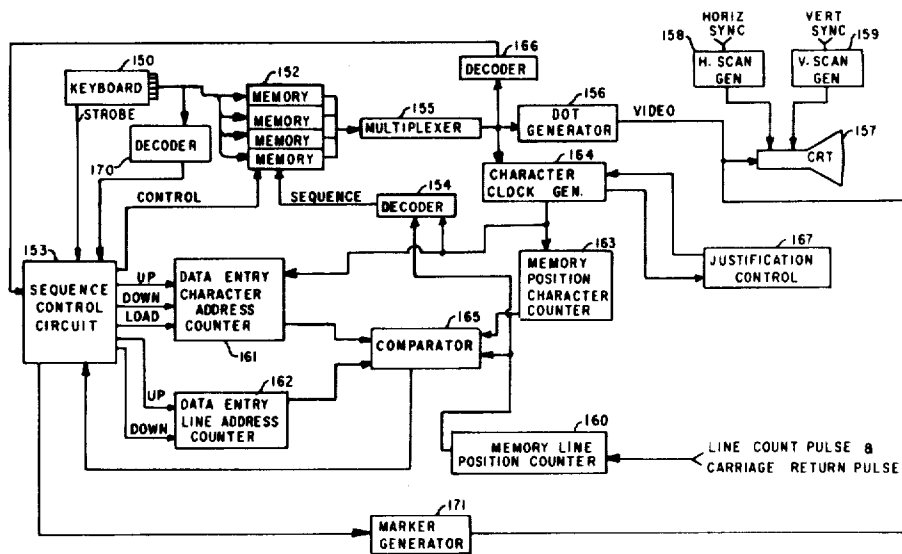 HORIZ
SYNC
VERT
SYNC
158
159
H. SCAN
GEN
V. SCAN
GEN
166
DECODER
150
KEYBOARD
STROBE
152
MEMORY
MEMORY
MEMORY
MEMORY
155
MULTIPLEXER
156
DOT
GENERATOR
VIDEO
157
CRT
170
DECODER
164
CHARACTER
CLOCK GEN.
CONTROL
SEQUENCE
154
DECODER
153
SEQUENCE
CONTROL
CIRCUIT
UP
DOWN
LOAD
DATA ENTRY
CHARACTER
ADDRESS
COUNTER
161
163
MEMORY
POSITION
CHARACTER
COUNTER
167
JUSTIFICATION
CONTROL
165
COMPARATOR
UP
DOWN
162
DATA ENTRY
LINE ADDRESS
COUNTER
160
MEMORY LINE
POSITION COUNTER
LINE COUNT PULSE &
CARRIAGE RETURN PULSE
171
MARKER
GENERATOR